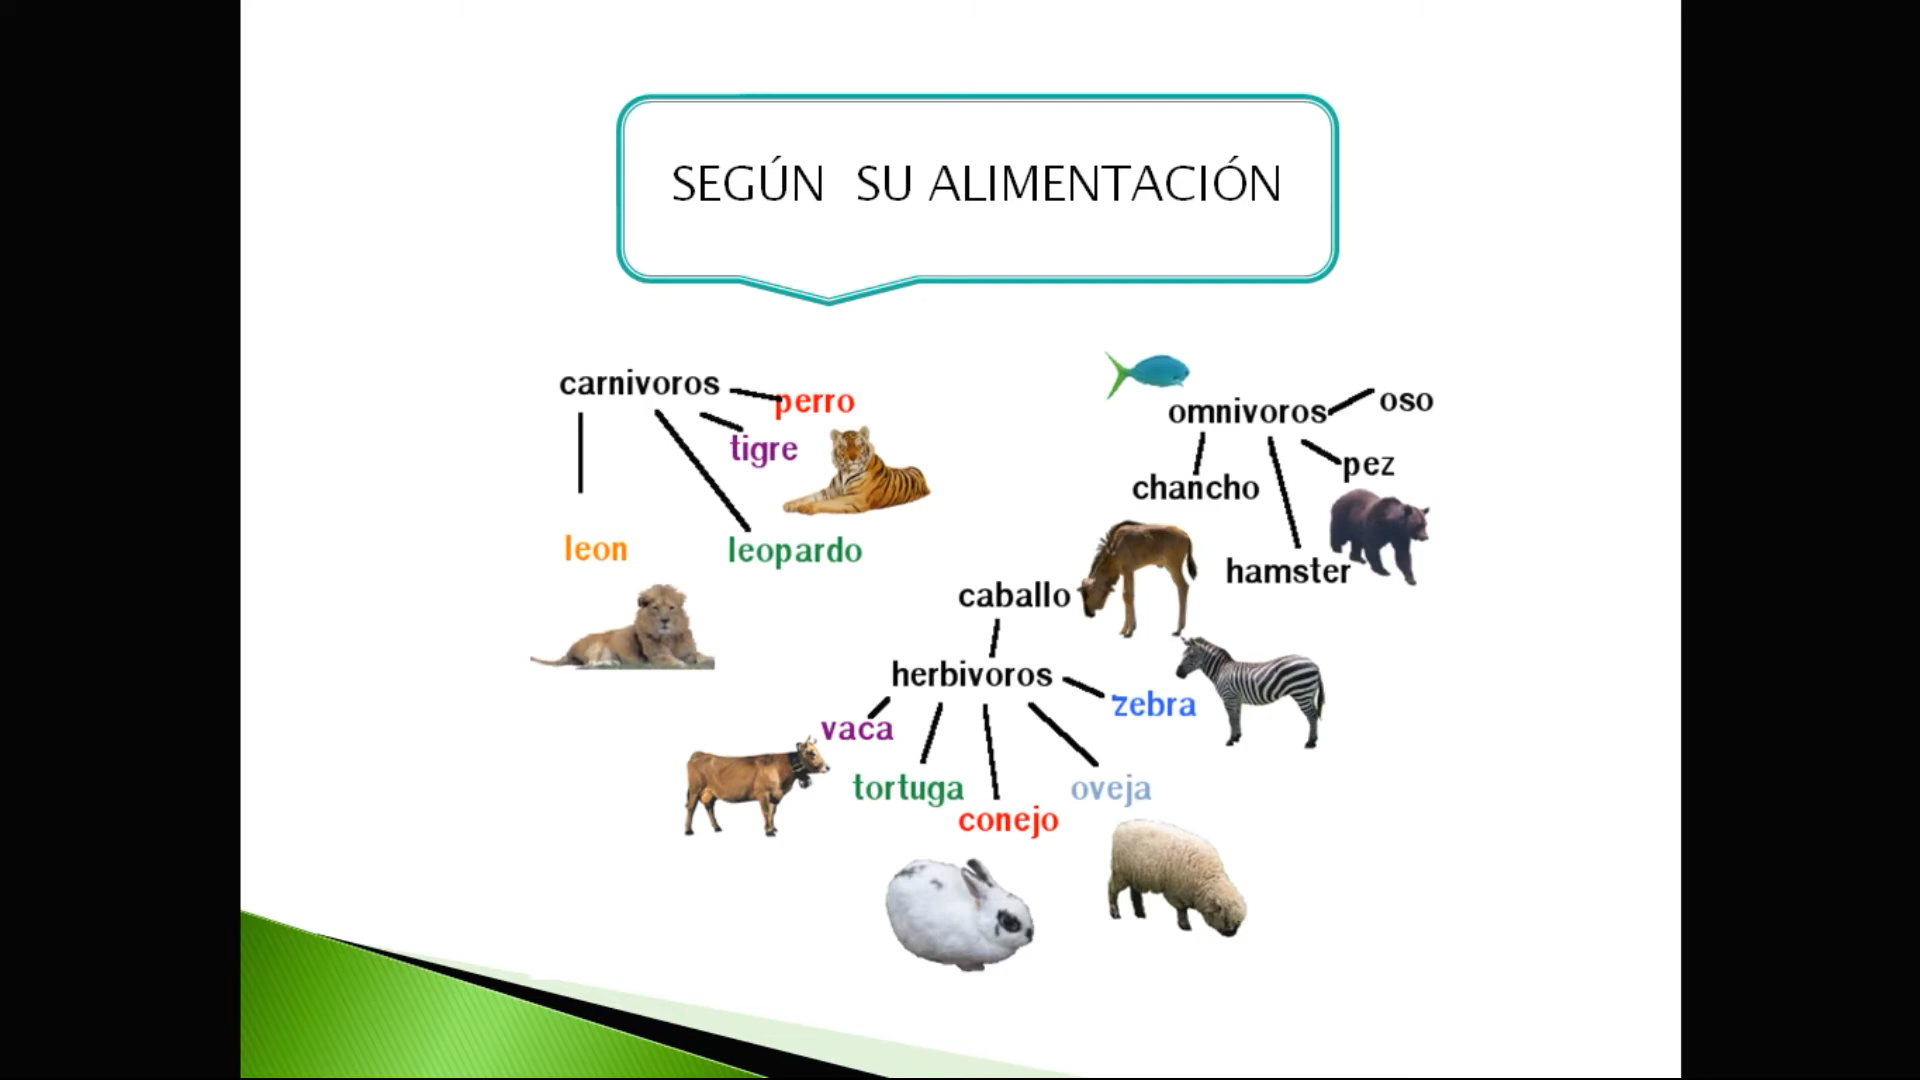 SEGÚN SU ALIMENTACIÓN
carnivoros
perro
tigre
leon
leopardo
omnivoros
oso
pez
chancho
hamster
caballo
herbivoros
zebra
vaca
tortuga
oveja
conejo